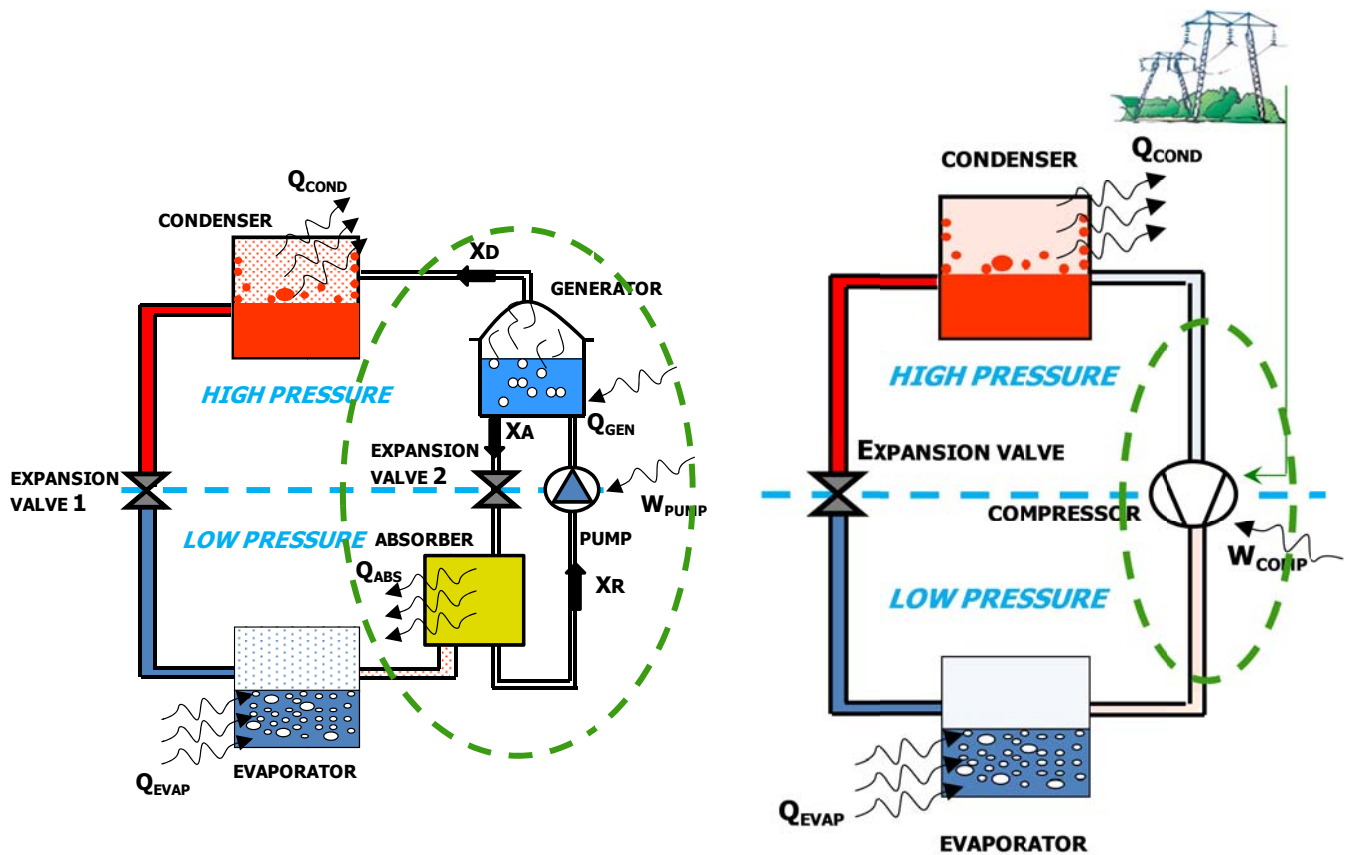 QCOND
CONDENSER
XD
GENERATOR
HIGH PRESSURE
QGEN
XA
EXPANSION
VALVE 2
EXPANSION
VALVE 1
WPUMP
LOW PRESSURE
ABSORBER
PUMP
QABS
XR
QEVAP
EVAPORATOR
CONDENSER
QCOND
HIGH PRESSURE
EXPANSION VALVE
COMPRESSOR
WCOMP
LOW PRESSURE
QEVAP
EVAPORATOR